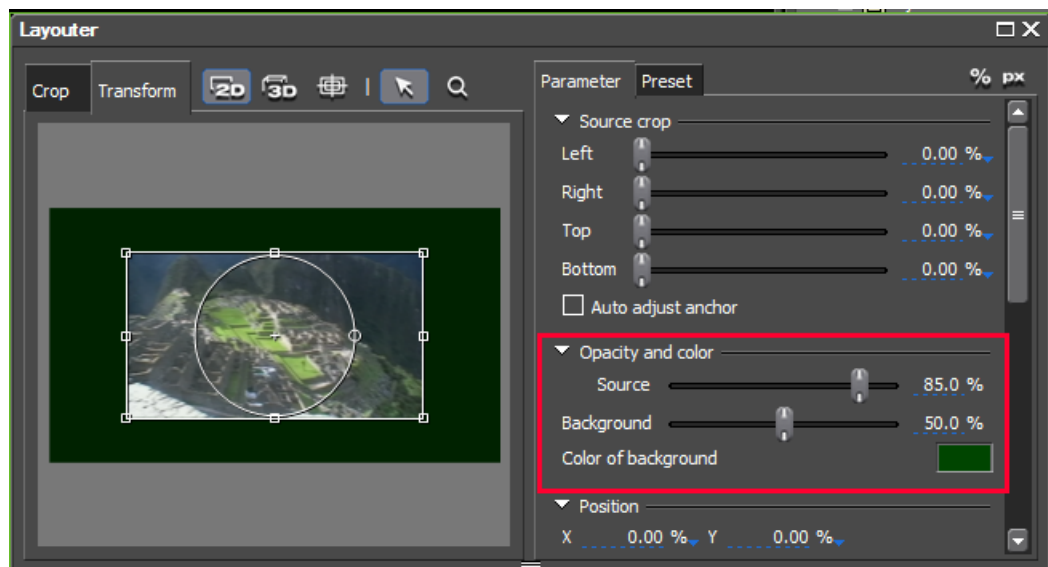 Layouter
Crop Transform 2D 3D
Parameter Preset % px
Source crop
Left 0.00 %
Right 0.00 %
Top 0.00 %
Bottom 0.00 %
Auto adjust anchor
Opacity and color
Source 85.0 %
Background 50.0 %
Color of background
Position
X 0.00 % Y 0.00 %